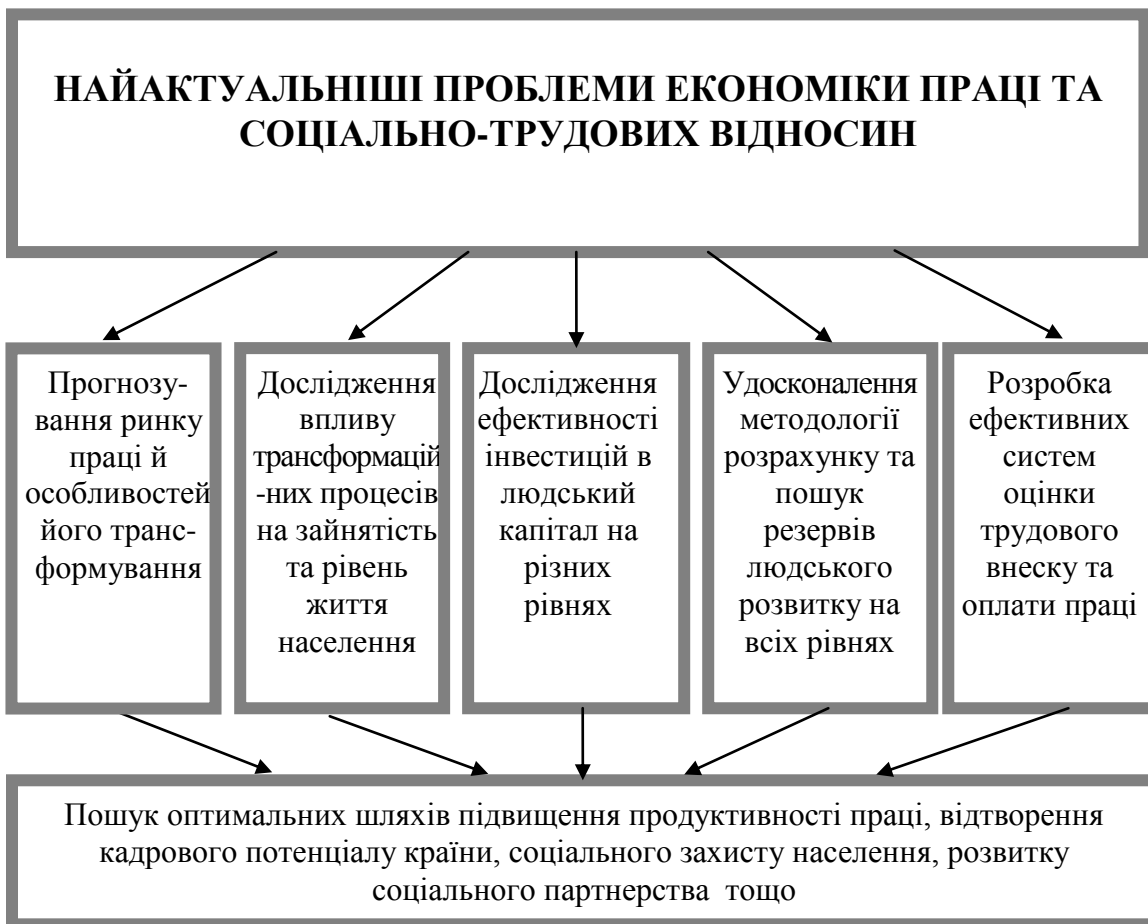 НАЙАКТУАЛЬНІШІ ПРОБЛЕМИ ЕКОНОМІКИ ПРАЦІ ТА
СОЦІАЛЬНО-ТРУДОВИХ ВІДНОСИН
Прогнозу-
вання ринку
праці й
особливостей
його транс-
формування
Дослідження
впливу
трансформацій
-них процесів
на зайнятість
та рівень
життя
населення
Дослідження
ефективності
інвестицій в
людський
капітал на
різних
рівнях
Удосконалення
методології
розрахунку та
пошук
резервів
людського
розвитку на
всіх рівнях
Розробка
ефективних
систем
оцінки
трудового
внеску та
оплати праці
Пошук оптимальних шляхів підвищення продуктивності праці, відтворення
кадрового потенціалу країни, соціального захисту населення, розвитку
соціального партнерства  тощо